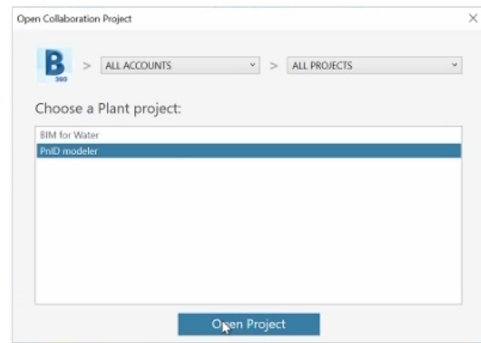 Open Collaboration Project
B
360
> ALL ACCOUNTS > ALL PROJECTS
Choose a Plant project:
BIM for Water
PnID modeler
Open Project